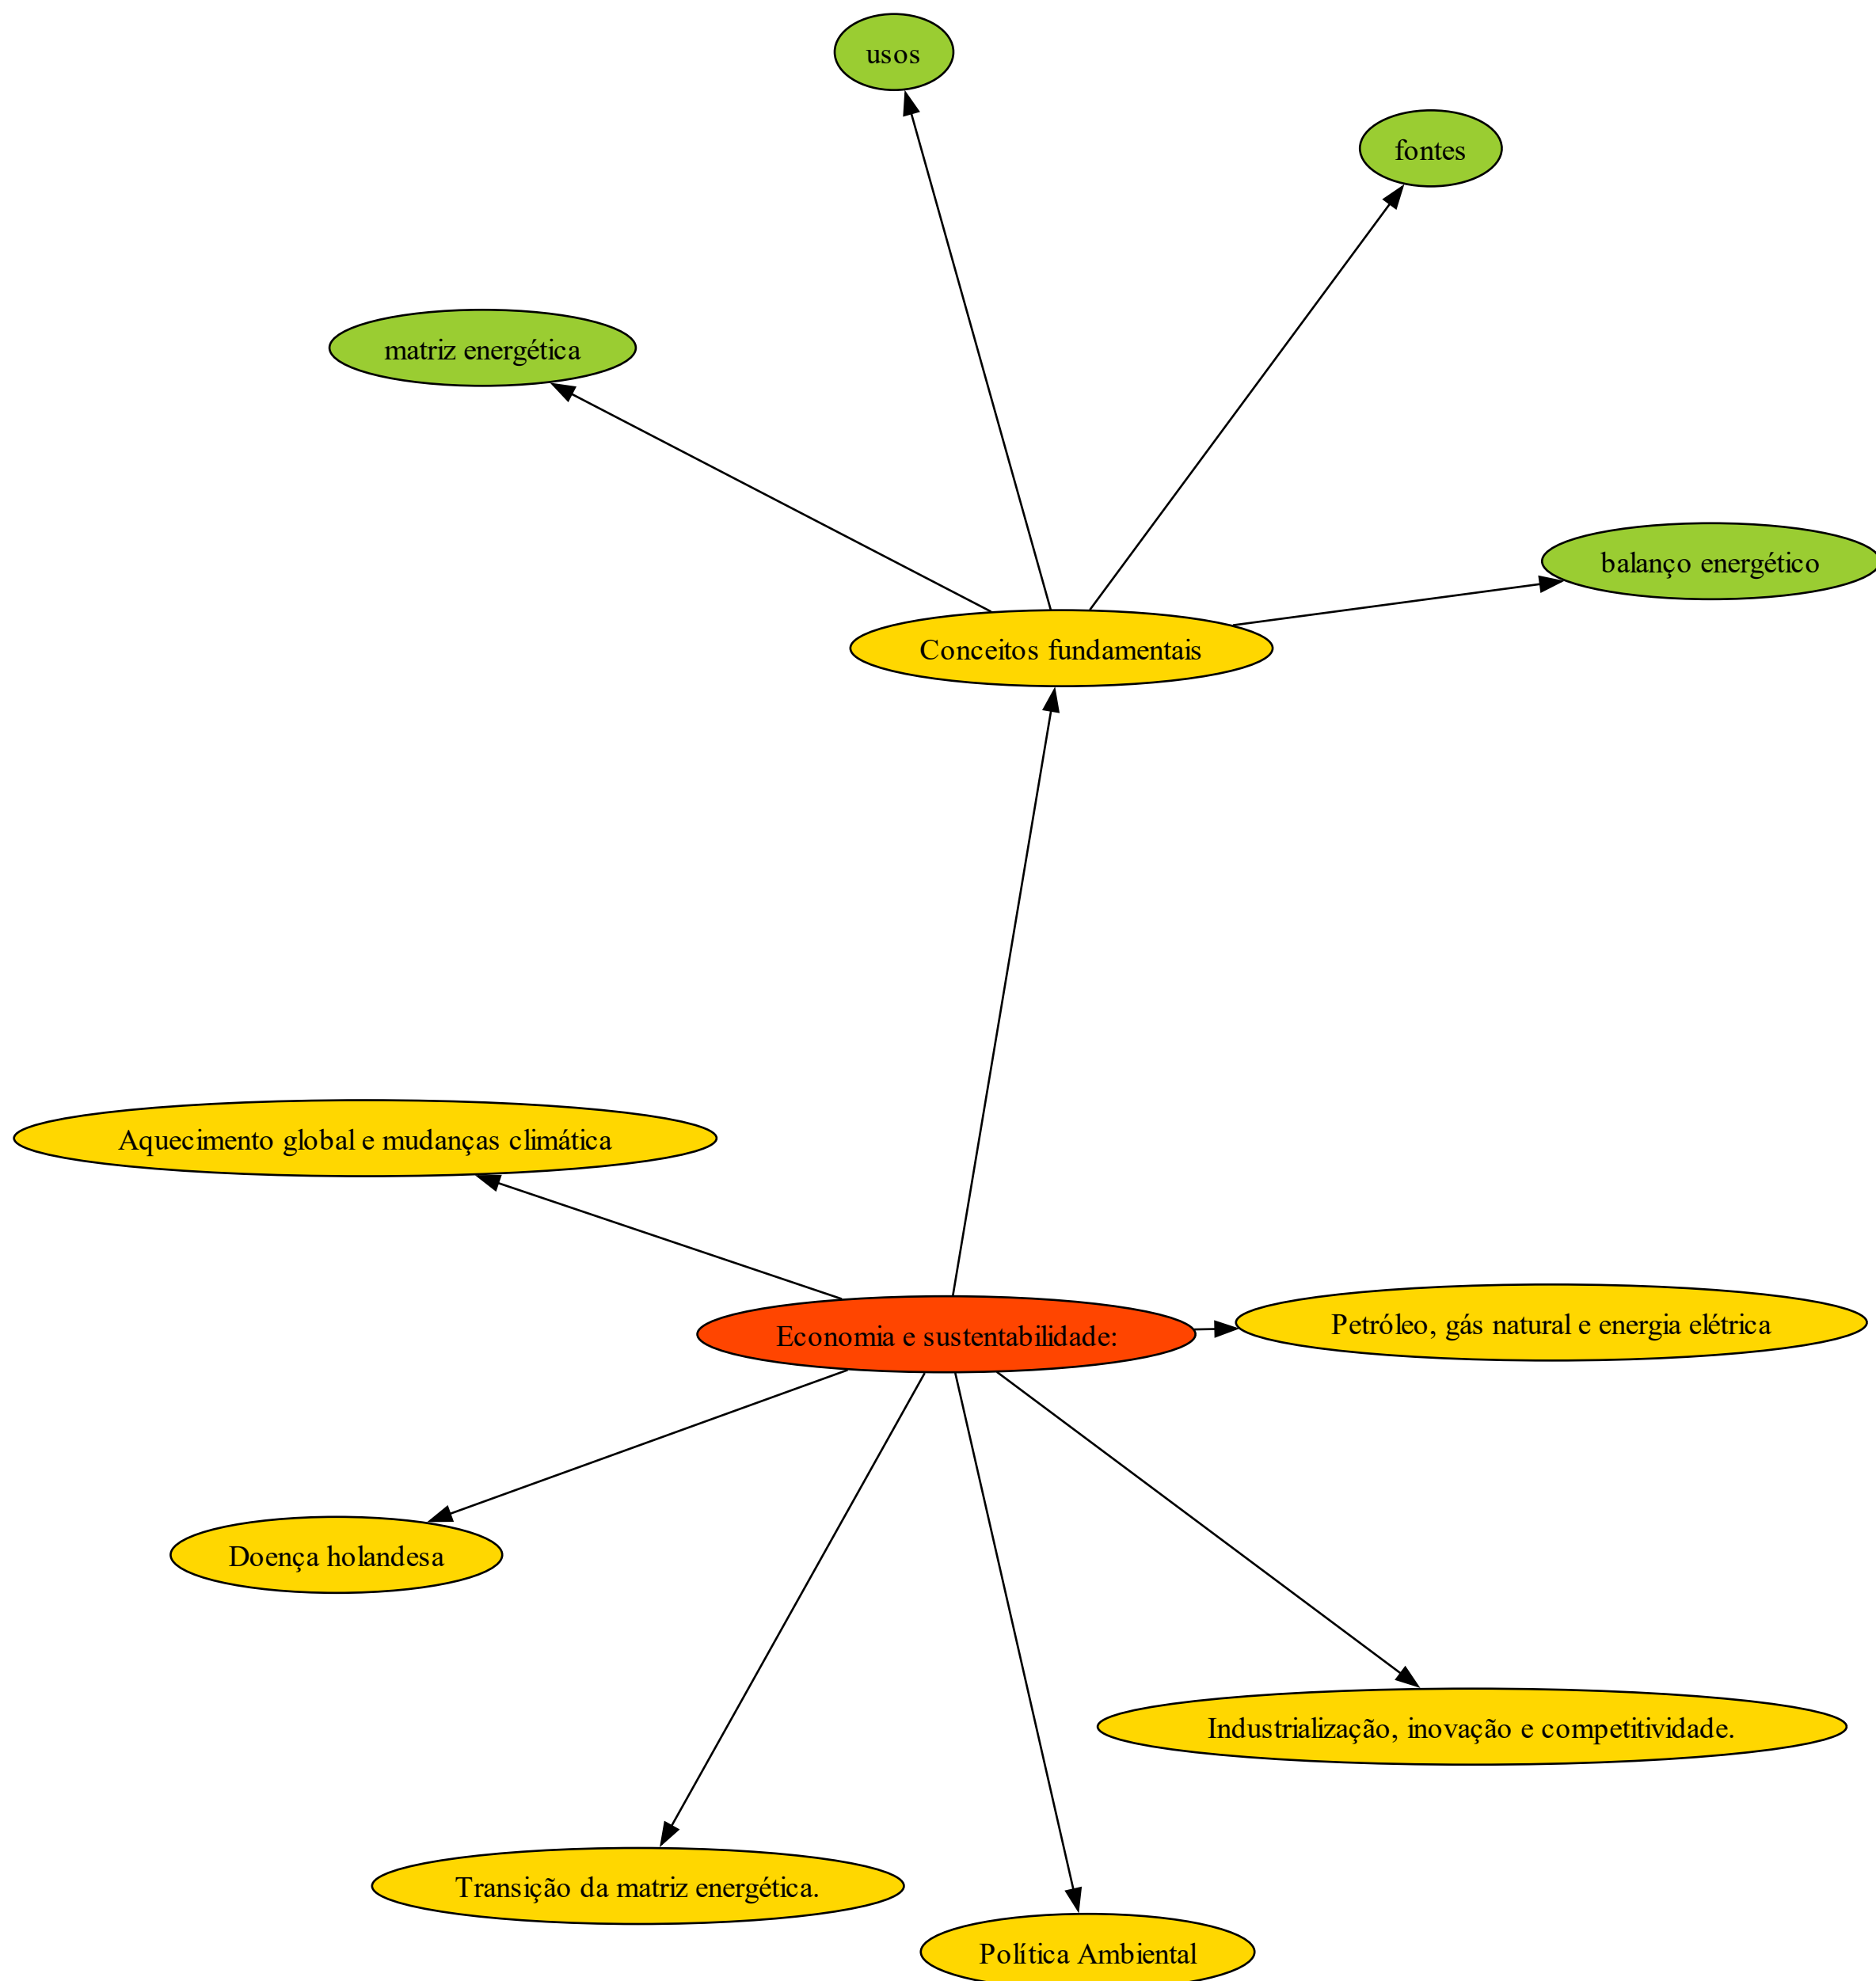 usos
fontes
matriz energética
balanço energético
Conceitos fundamentais
Aquecimento global e mudanças climática
Petróleo, gás natural e energia elétrica
Economia e sustentabilidade:
Doença holandesa
Industrialização, inovação e competitividade.
Transição da matriz energética.
Política Ambiental